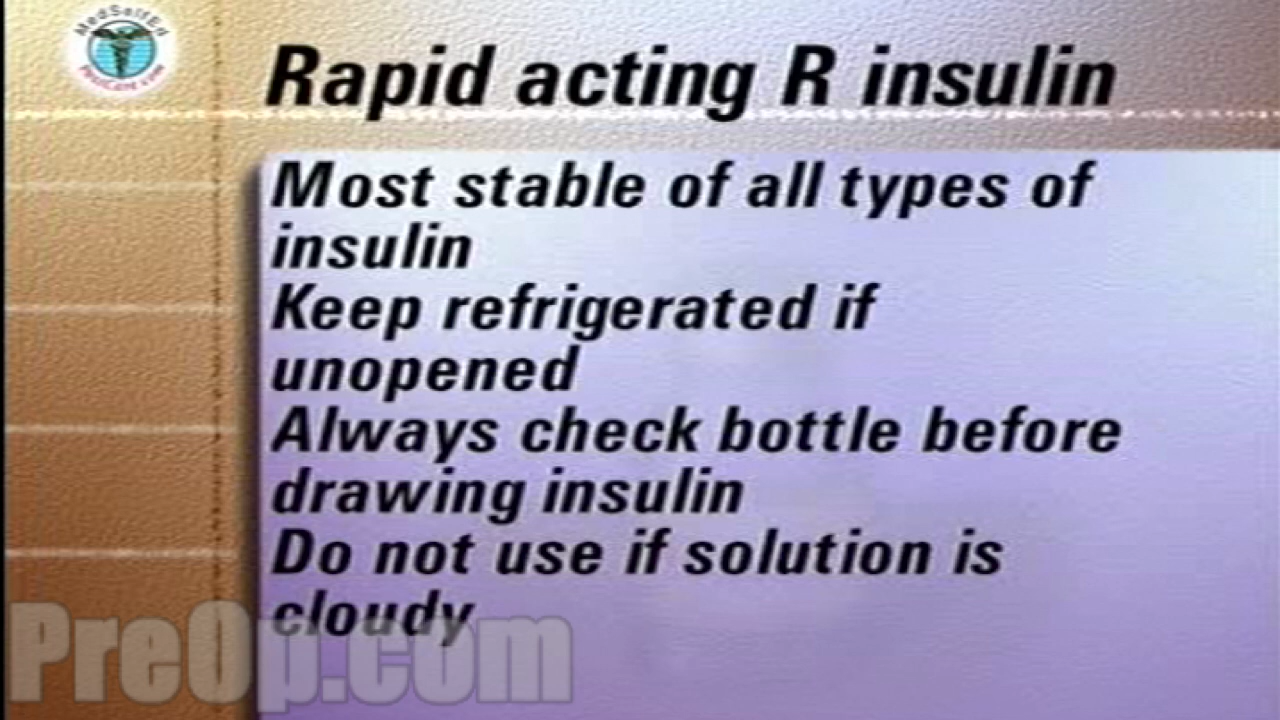 MedSelfEd
Rapid acting R insulin
Most stable of all types of
insulin
Keep refrigerated if
unopened
Always check bottle before
drawing insulin
Do not use if solution is
cloudy
PreOp.com